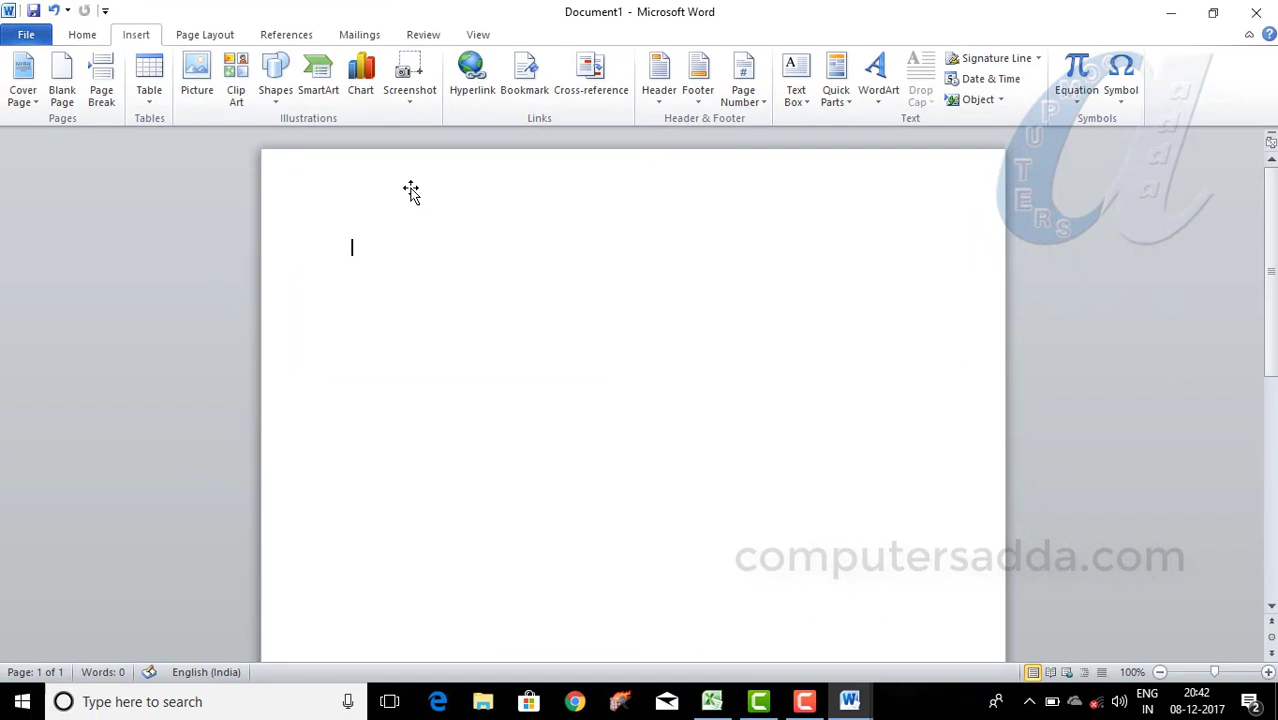 Document1 - Microsoft Word
File Home Insert Page Layout References Mailings Review View
Cover Page
Blank Page
Page Break
Table
Picture
Clip Art
Shapes
SmartArt
Chart
Screenshot
Hyperlink
Bookmark
Cross-reference
Header
Footer
Page Number
Text Box
Quick Parts
WordArt
Drop Cap
Signature Line
Date & Time
Object
Equation
Symbol
Pages Tables Illustrations Links Header & Footer Text Symbols
computersadda.com
Page: 1 of 1 Words: 0 English (India) 100%
Type here to search
ENG
IN
20:42
08-12-2017
2